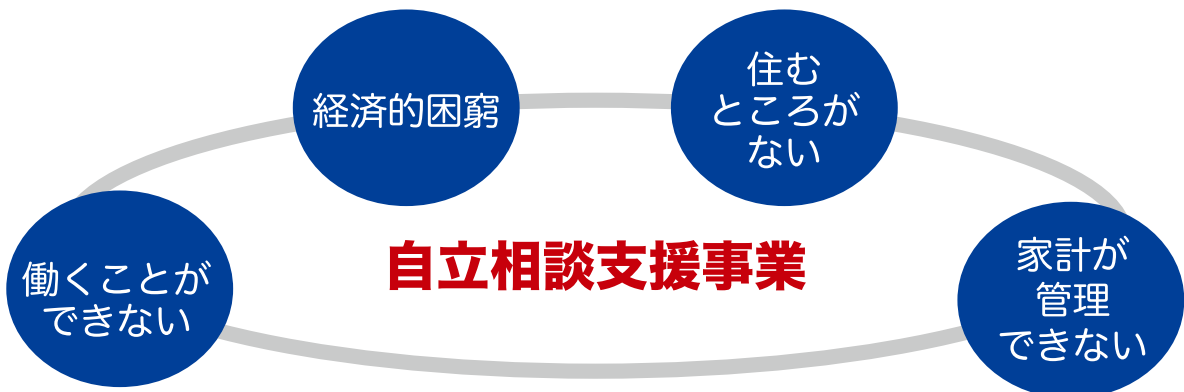 経済的困窮
住む
ところが
ない
働くことが
できない
自立相談支援事業
家計が
管理
できない